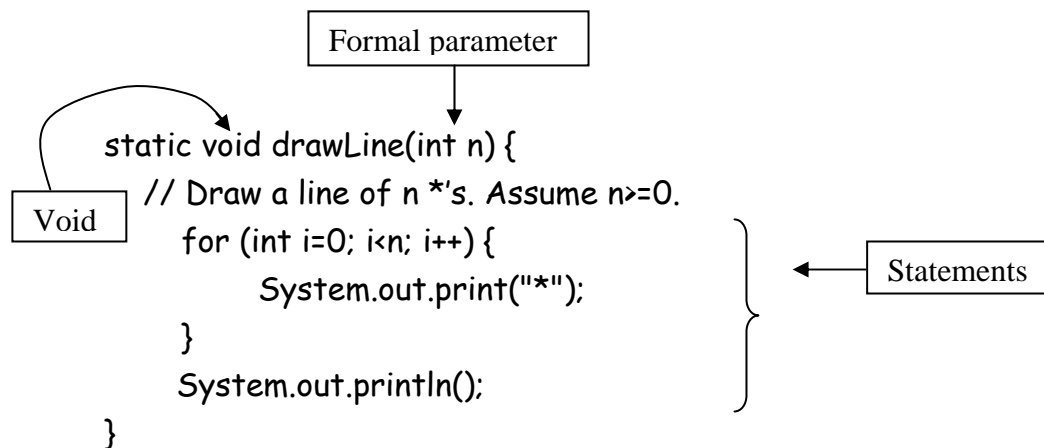 Formal parameter
static void drawLine(int n) {
Void
// Draw a line of n *'s. Assume n>=0.
for (int i=0; i<n; i++) {
Statements
System.out.print("*");
}
System.out.println();
}